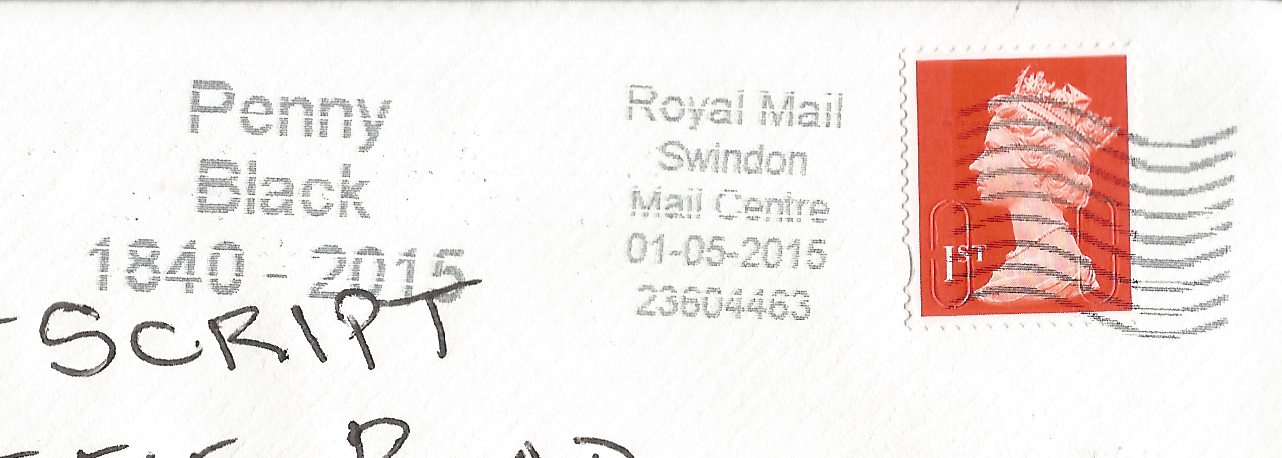 Penny
Black
1840 - 2015
Royal Mail
Swindon
Mail Centre
01-05-2015
23604463
1ST
SCRIPT